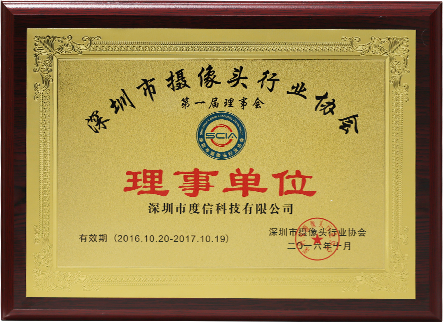 深圳市摄像头行业协会
第一届理事会
SCIA
理事单位
深圳市度信科技有限公司
有效期（2016.10.20-2017.10.19）
深圳市摄像头行业协会
二〇一六年十月